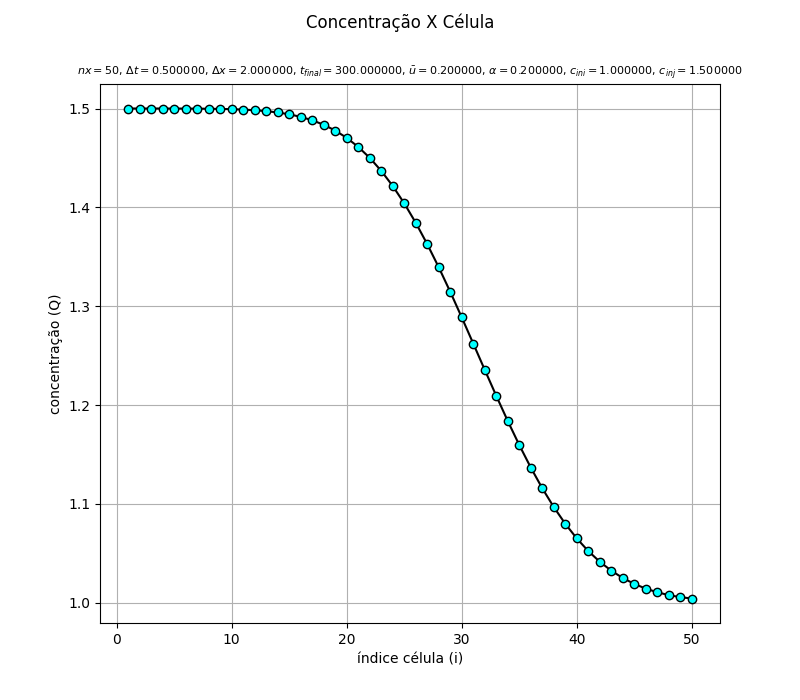 Concentração X Célula
nx = 50, Δt = 0.500000, Δx = 2.000000, t_final = 300.000000, ū = 0.200000, α = 0.200000, c_ini = 1.000000, c_inj = 1.500000
1.5
1.4
1.3
1.2
1.1
1.0
concentração (Q)
0 10 20 30 40 50
índice célula (i)